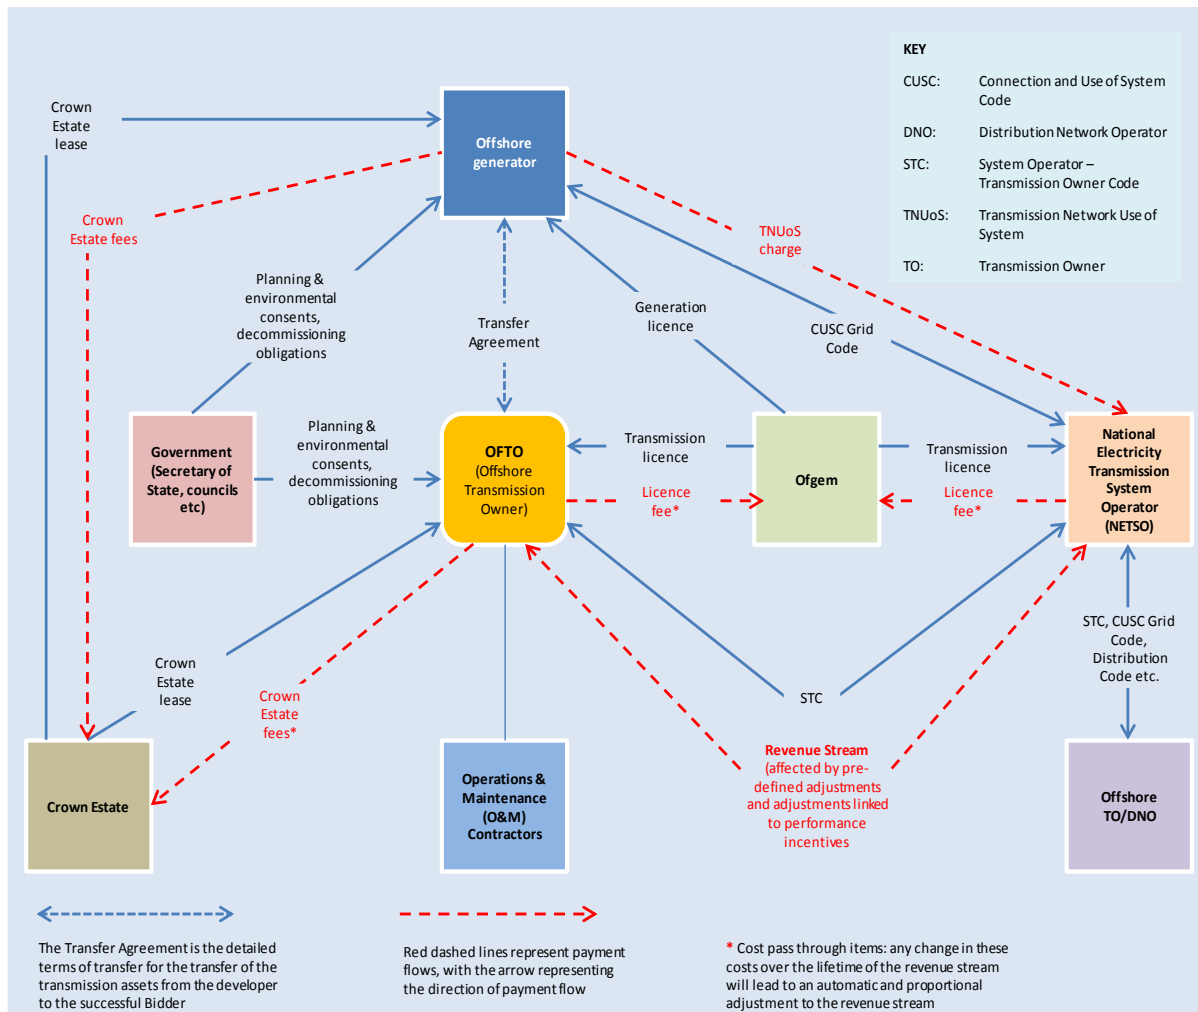 KEY
CUSC: Connection and Use of System
Code
DNO: Distribution Network Operator
STC: System Operator –
Transmission Owner Code
TNUoS: Transmission Network Use of
System
TO: Transmission Owner
Crown
Estate
lease
Offshore
generator
Crown
Estate fees
TNUoS
charge
Planning &
environmental
consents,
decommissioning
obligations
Transfer
Agreement
Generation
licence
CUSC Grid
Code
Government
(Secretary of
State, councils
etc)
Planning &
environmental
consents,
decommissioning
obligations
OFTO
(Offshore
Transmission
Owner)
Transmission
licence
Licence
fee*
Ofgem
Transmission
licence
Licence
fee*
National
Electricity
Transmission
System
Operator
(NETSO)
STC, CUSC Grid
Code,
Distribution
Code etc.
Crown
Estate
lease
Crown
Estate
fees*
STC
Crown Estate
Operations &
Maintenance
(O&M)
Contractors
Revenue Stream
(affected by pre-
defined adjustments
and adjustments linked
to performance
incentives
Offshore
TO/DNO
The Transfer Agreement is the detailed
terms of transfer for the transfer of the
transmission assets from the developer
to the successful Bidder
Red dashed lines represent payment
flows, with the arrow representing
the direction of payment flow
* Cost pass through items: any change in these
costs over the lifetime of the revenue stream
will lead to an automatic and proportional
adjustment to the revenue stream